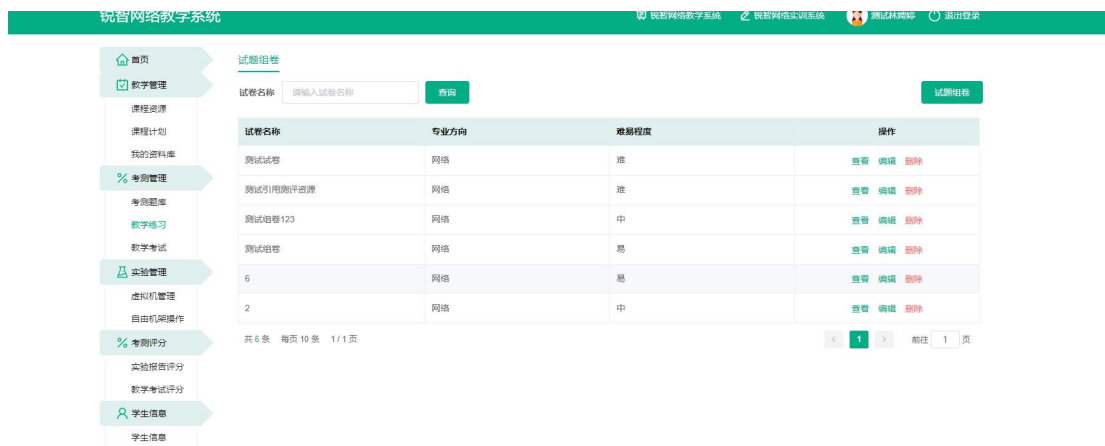 锐智网络教学系统 锐智网络教学系统 锐智网络实训系统 退出登录
首页
教学管理
课程资源
课程计划
我的资料库
考测管理
考测题库
教学练习
教学考试
实验管理
虚拟机管理
自由机架操作
考测评分
实验报告评分
教学考试评分
学生信息
学生信息
试题组卷
试卷名称 请输入试卷名称 查询 试题组卷
试卷名称 专业方向 难易程度 操作
测试试卷 网络 难 查看 编辑 删除
测试引用测评资源 网络 难 查看 编辑 删除
测试组卷123 网络 中 查看 编辑 删除
测试组卷 网络 易 查看 编辑 删除
6 网络 易 查看 编辑 删除
2 网络 中 查看 编辑 删除
共 6 条 每页 10 条 1 / 1 页 < 1 > 前往 1 页